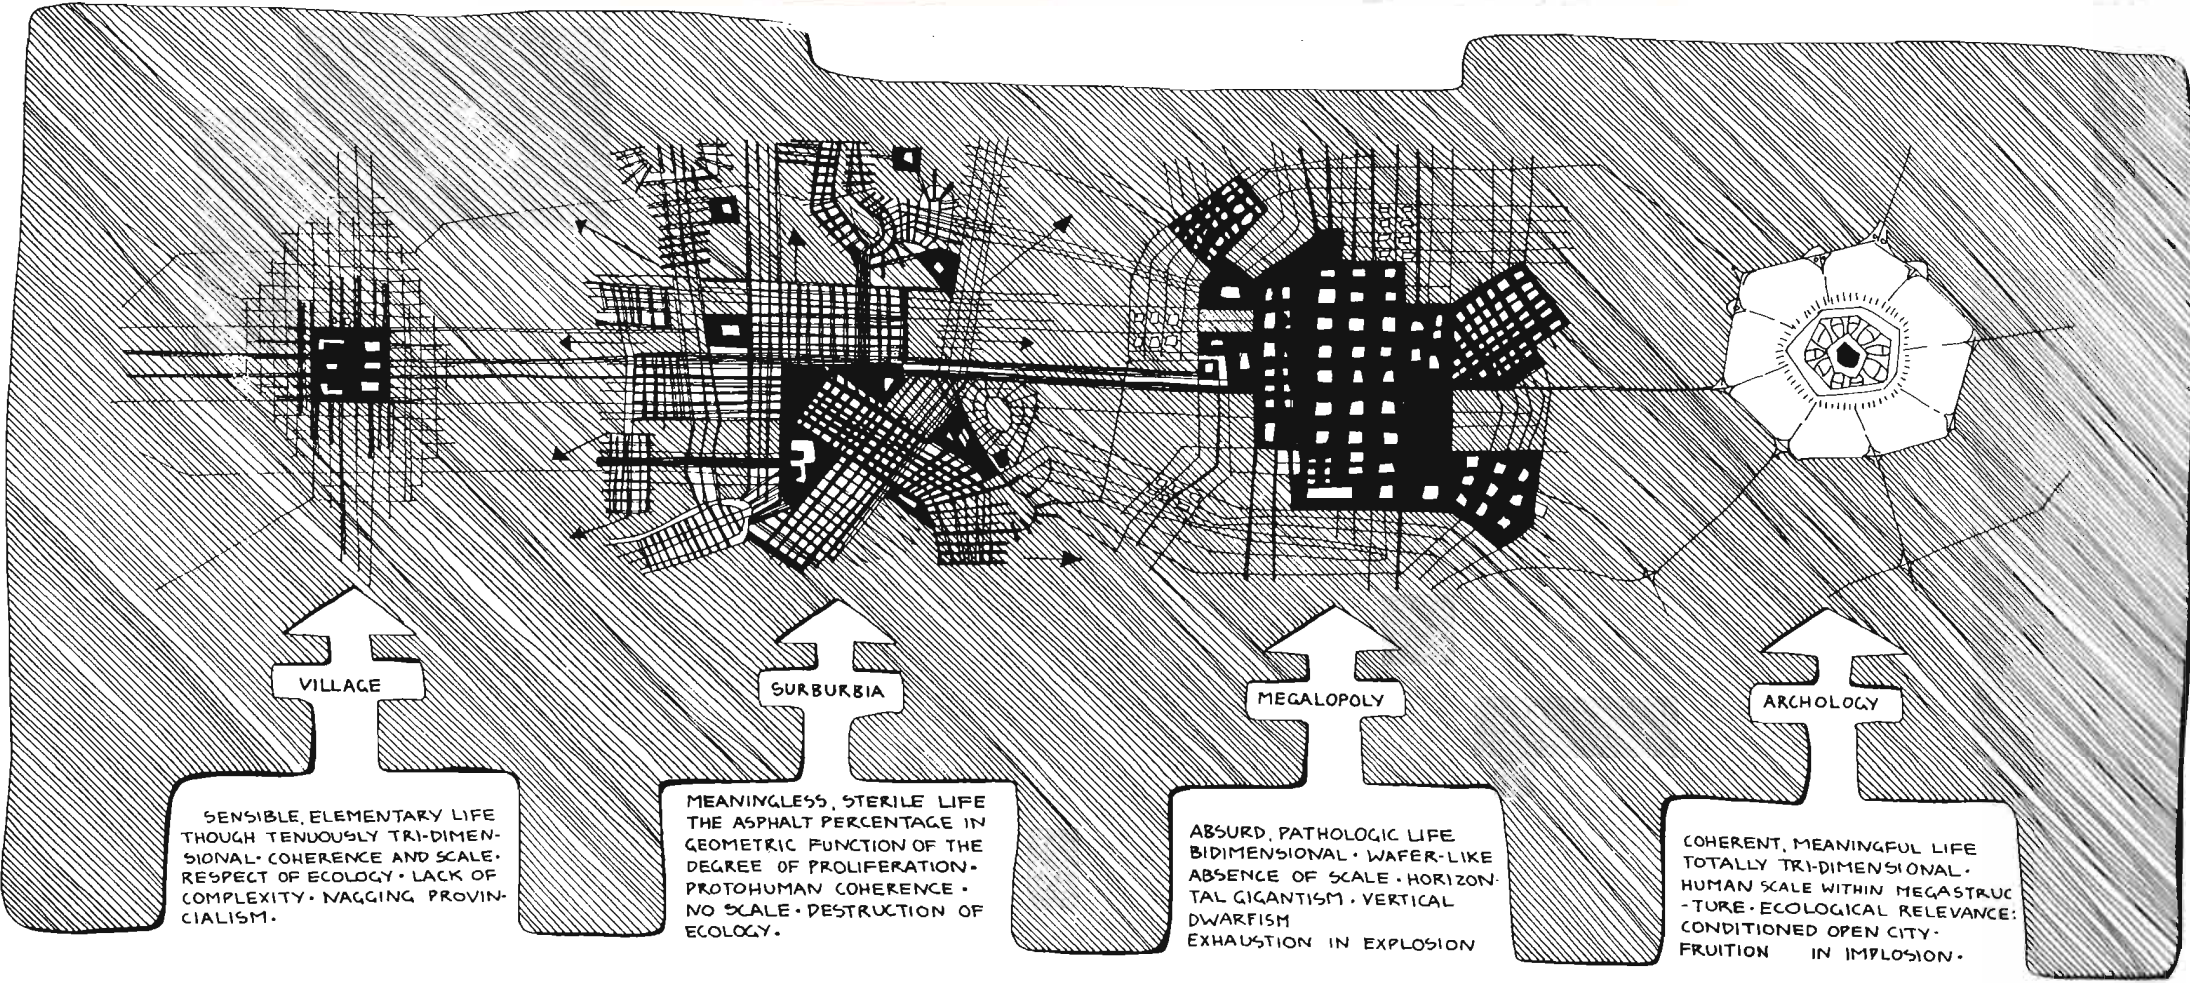 VILLAGE
SENSIBLE, ELEMENTARY LIFE
THOUGH TENUOUSLY TRI-DIMEN-
SIONAL· COHERENCE AND SCALE·
RESPECT OF ECOLOGY· LACK OF
COMPLEXITY· NAGGING PROVIN-
CIALISM·
SURBURBIA
MEANINGLESS, STERILE LIFE
THE ASPHALT PERCENTAGE IN
GEOMETRIC FUNCTION OF THE
DEGREE OF PROLIFERATION·
PROTOHUMAN COHERENCE ·
NO SCALE· DESTRUCTION OF
ECOLOGY·
MEGALOPOLY
ABSURD, PATHOLOGIC LIFE
BIDIMENSIONAL · WAFER-LIKE
ABSENCE OF SCALE · HORIZON-
TAL GIGANTISM · VERTICAL
DWARFISM
EXHAUSTION IN EXPLOSION
ARCHOLOGY
COHERENT, MEANINGFUL LIFE
TOTALLY TRI-DIMENSIONAL·
HUMAN SCALE WITHIN MEGASTRUC
-TURE· ECOLOGICAL RELEVANCE:
CONDITIONED OPEN CITY·
FRUITION IN IMPLOSION·